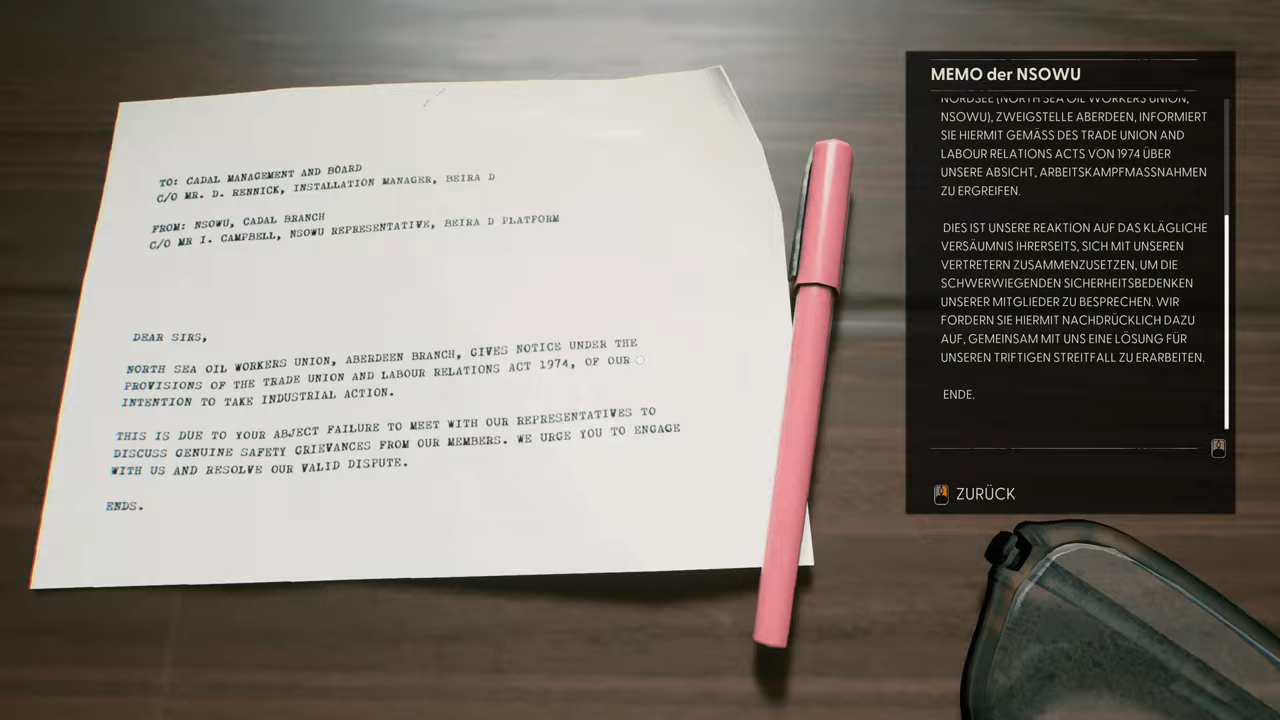 TO: CADAL MANAGEMENT AND BOARD
C/O MR. D. RENNICK, INSTALLATION MANAGER, BEIRA D
FROM: NSOWU, CADAL BRANCH
C/O MR I. CAMPBELL, NSOWU REPRESENTATIVE, BEIRA D PLATFORM
DEAR SIRS,
NORTH SEA OIL WORKERS UNION, ABERDEEN BRANCH, GIVES NOTICE UNDER THE
PROVISIONS OF THE TRADE UNION AND LABOUR RELATIONS ACT 1974, OF OUR
INTENTION TO TAKE INDUSTRIAL ACTION.
THIS IS DUE TO YOUR ABJECT FAILURE TO MEET WITH OUR REPRESENTATIVES TO
DISCUSS GENUINE SAFETY GRIEVANCES FROM OUR MEMBERS. WE URGE YOU TO ENGAGE
WITH US AND RESOLVE OUR VALID DISPUTE.
ENDS.
MEMO der NSOWU
NORDSEE (NORTH SEA OIL WORKERS UNION,
NSOWU), ZWEIGSTELLE ABERDEEN, INFORMIERT
SIE HIERMIT GEMÄSS DES TRADE UNION AND
LABOUR RELATIONS ACTS VON 1974 ÜBER
UNSERE ABSICHT, ARBEITSKAMPFMASSNAHMEN
ZU ERGREIFEN.
DIES IST UNSERE REAKTION AUF DAS KLÄGLICHE
VERSÄUMNIS IHRERSEITS, SICH MIT UNSEREN
VERTRETERN ZUSAMMENZUSETZEN, UM DIE
SCHWERWIEGENDEN SICHERHEITSBEDENKEN
UNSERER MITGLIEDER ZU BESPRECHEN. WIR
FORDERN SIE HIERMIT NACHDRÜCKLICH DAZU
AUF, GEMEINSAM MIT UNS EINE LÖSUNG FÜR
UNSEREN TRIFTIGEN STREITFALL ZU ERARBEITEN.
ENDE.
ZURÜCK